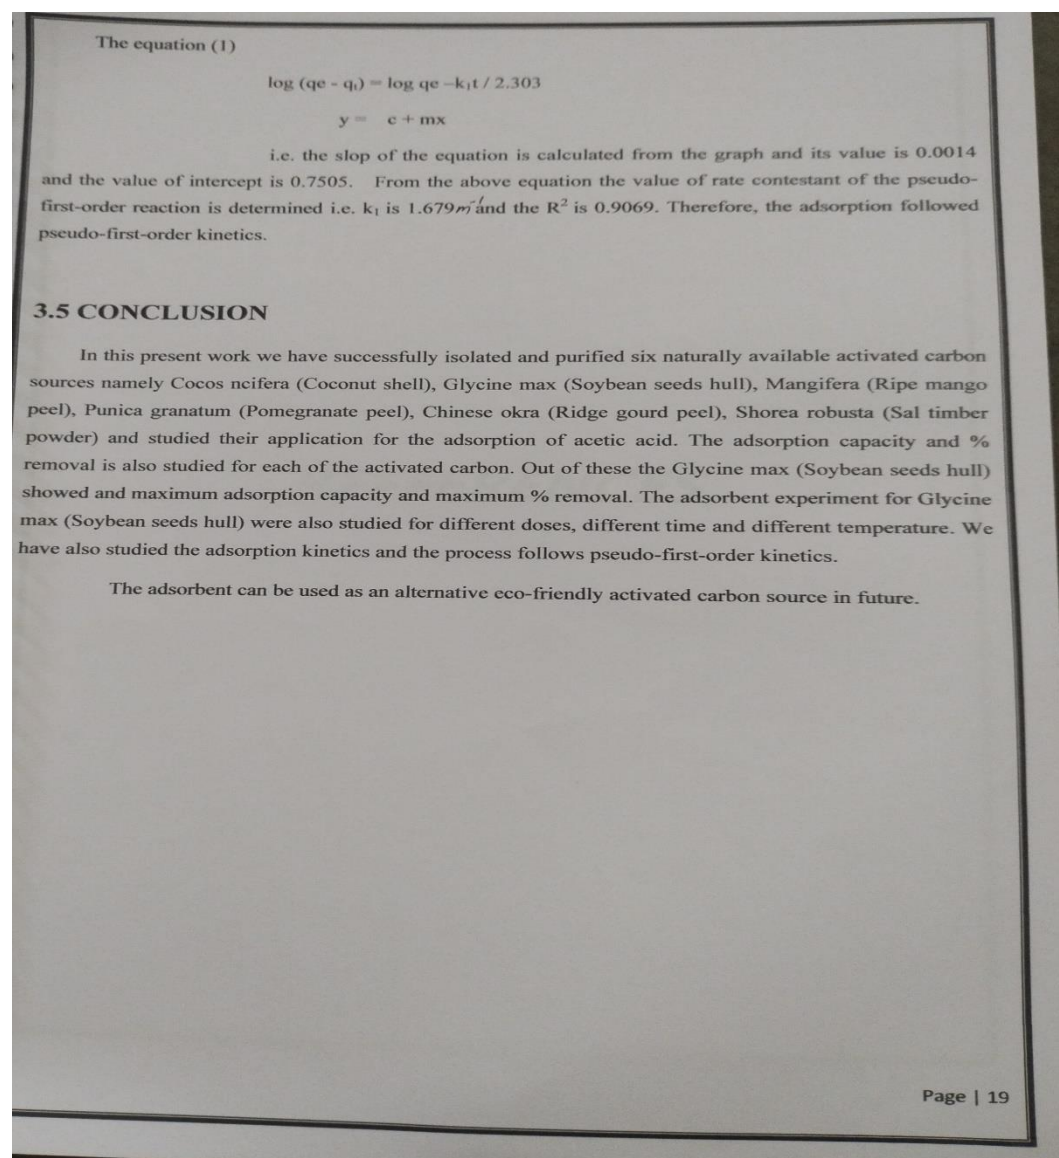 The equation (1)
log (qe - qₜ) = log qe –k₁t / 2.303
y = c + mx
i.e. the slop of the equation is calculated from the graph and its value is 0.0014
and the value of intercept is 0.7505. From the above equation the value of rate contestant of the pseudo-
first-order reaction is determined i.e. k₁ is 1.679 and the R² is 0.9069. Therefore, the adsorption followed
pseudo-first-order kinetics.
3.5 CONCLUSION
In this present work we have successfully isolated and purified six naturally available activated carbon
sources namely Cocos ncifera (Coconut shell), Glycine max (Soybean seeds hull), Mangifera (Ripe mango
peel), Punica granatum (Pomegranate peel), Chinese okra (Ridge gourd peel), Shorea robusta (Sal timber
powder) and studied their application for the adsorption of acetic acid. The adsorption capacity and %
removal is also studied for each of the activated carbon. Out of these the Glycine max (Soybean seeds hull)
showed and maximum adsorption capacity and maximum % removal. The adsorbent experiment for Glycine
max (Soybean seeds hull) were also studied for different doses, different time and different temperature. We
have also studied the adsorption kinetics and the process follows pseudo-first-order kinetics.
The adsorbent can be used as an alternative eco-friendly activated carbon source in future.
Page | 19